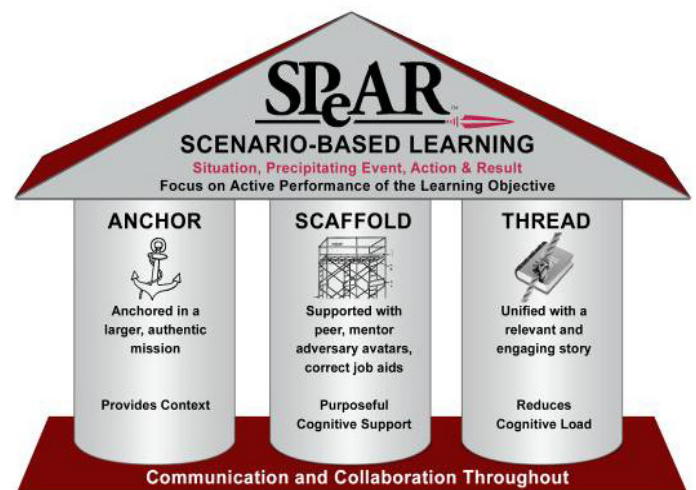 SPeAR™
SCENARIO-BASED LEARNING
Situation, Precipitating Event, Action & Result
Focus on Active Performance of the Learning Objective
ANCHOR
Anchored in a
larger, authentic
mission
Provides Context
SCAFFOLD
Supported with
peer, mentor
adversary avatars,
correct job aids
Purposeful
Cognitive Support
THREAD
Unified with a
relevant and
engaging story
Reduces
Cognitive Load
Communication and Collaboration Throughout